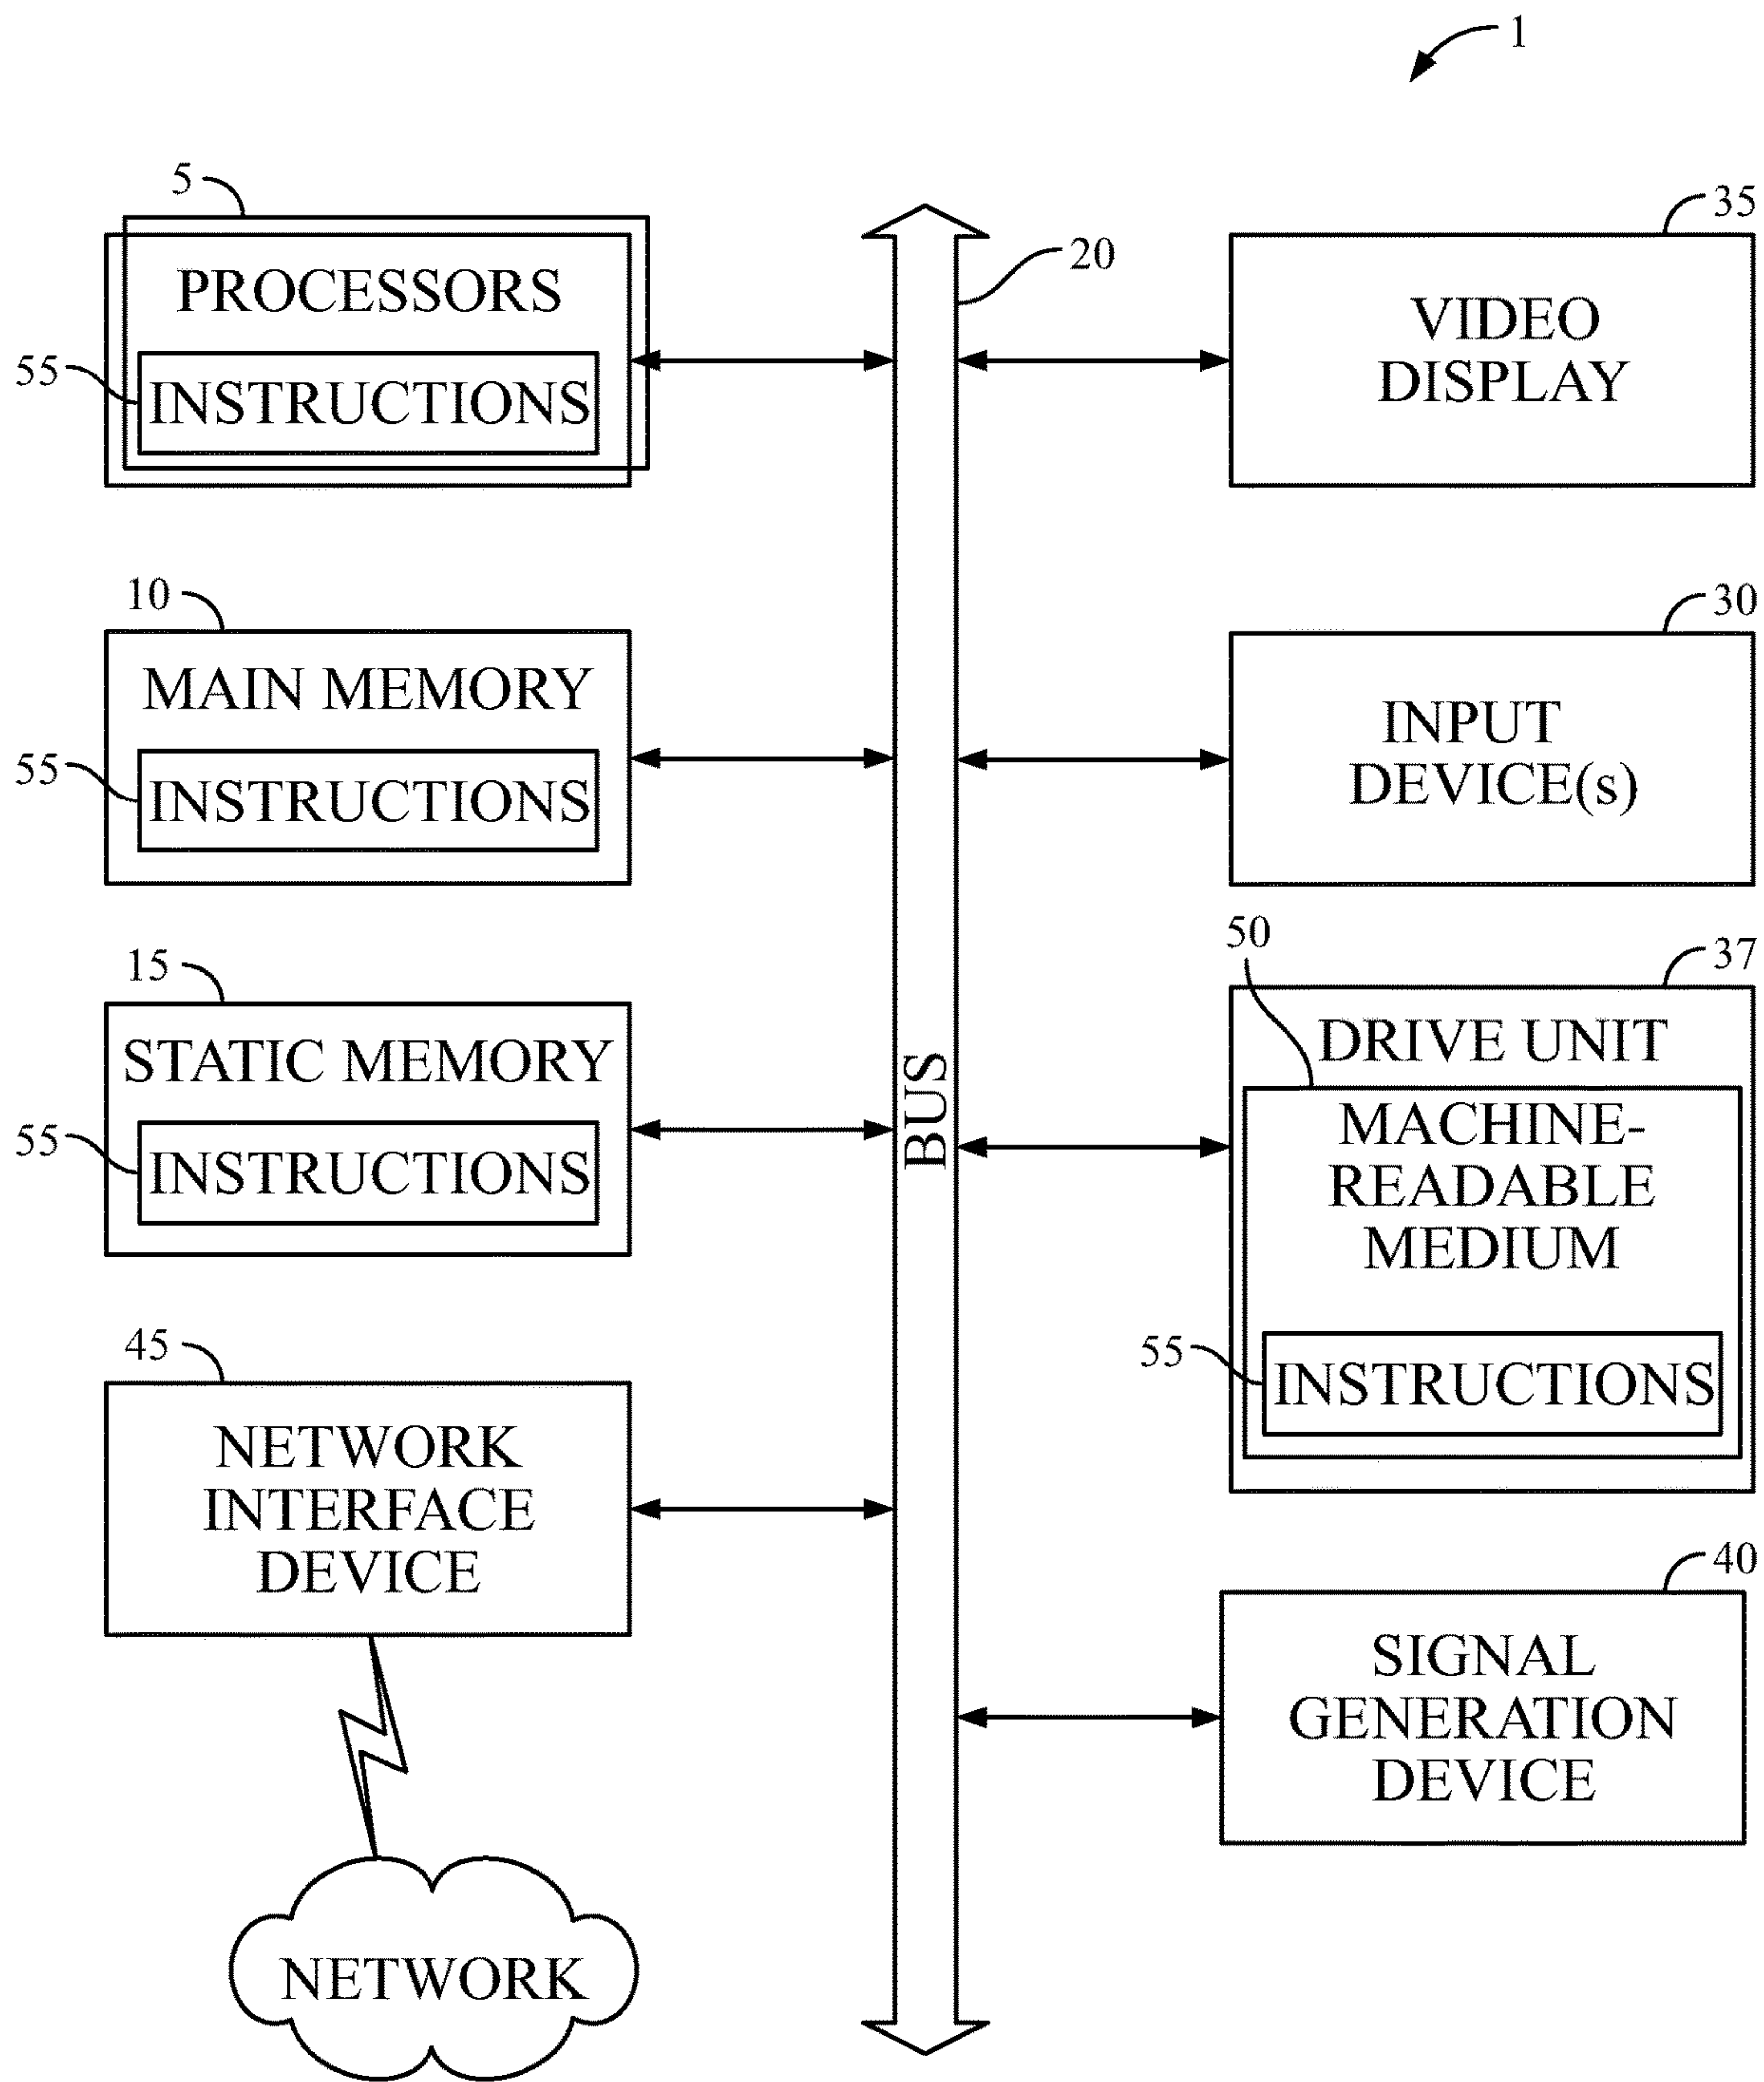 1
5
PROCESSORS
55
INSTRUCTIONS
10
MAIN MEMORY
55
INSTRUCTIONS
15
STATIC MEMORY
55
INSTRUCTIONS
45
NETWORK
INTERFACE
DEVICE
NETWORK
20
BUS
35
VIDEO
DISPLAY
30
INPUT
DEVICE(s)
50
37
DRIVE UNIT
MACHINE-
READABLE
MEDIUM
55
INSTRUCTIONS
40
SIGNAL
GENERATION
DEVICE